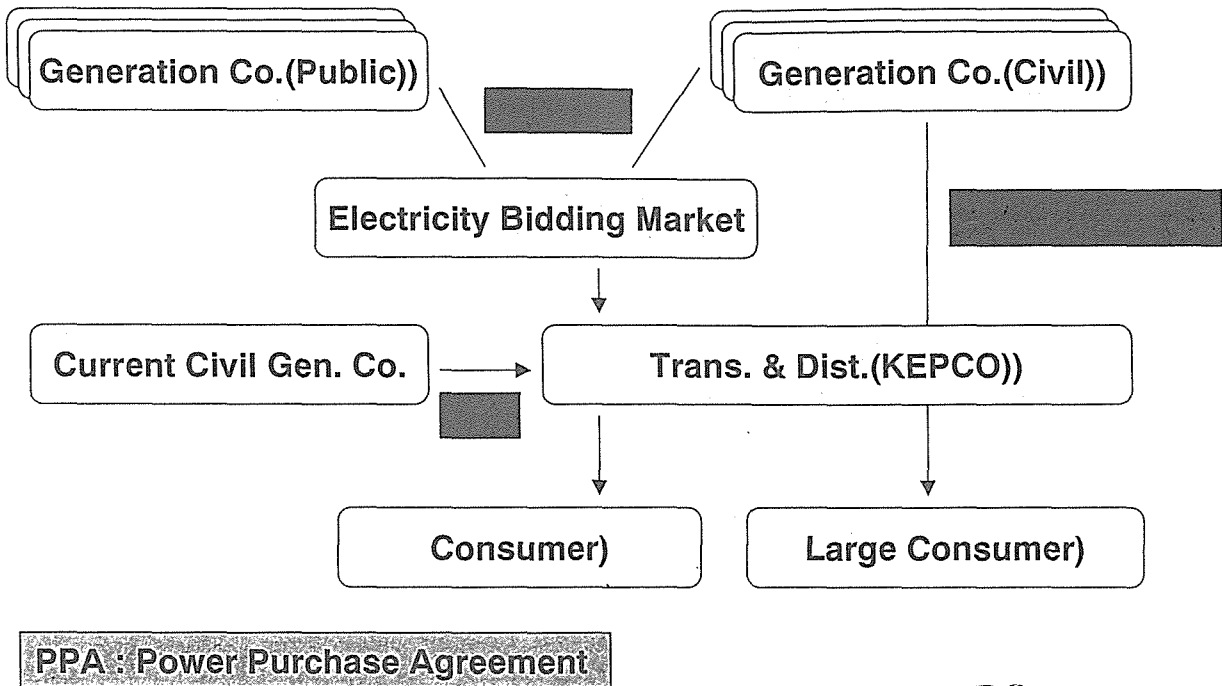 Generation Co.(Public))
Generation Co.(Civil))
Electricity Bidding Market
Current Civil Gen. Co.
Trans. & Dist.(KEPCO))
Consumer)
Large Consumer)
PPA : Power Purchase Agreement